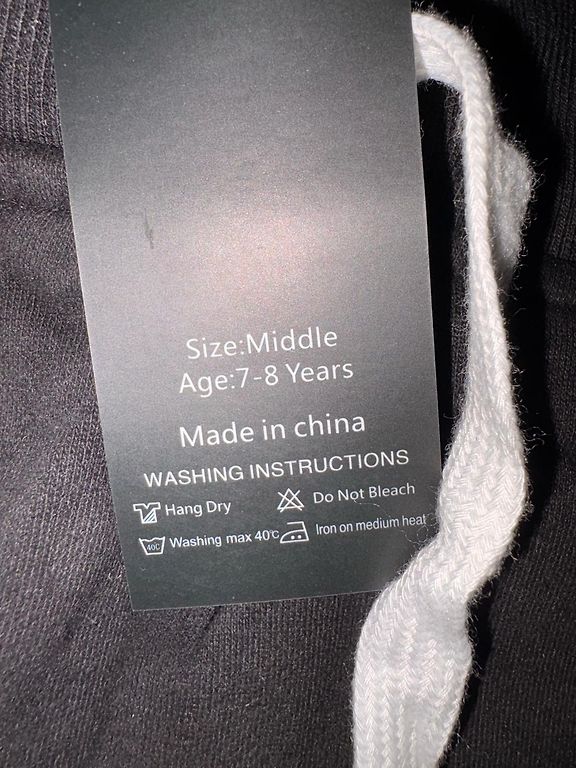 Size:Middle
Age:7-8 Years
Made in china
WASHING INSTRUCTIONS
Hang Dry Do Not Bleach
40C Washing max 40℃ Iron on medium heat